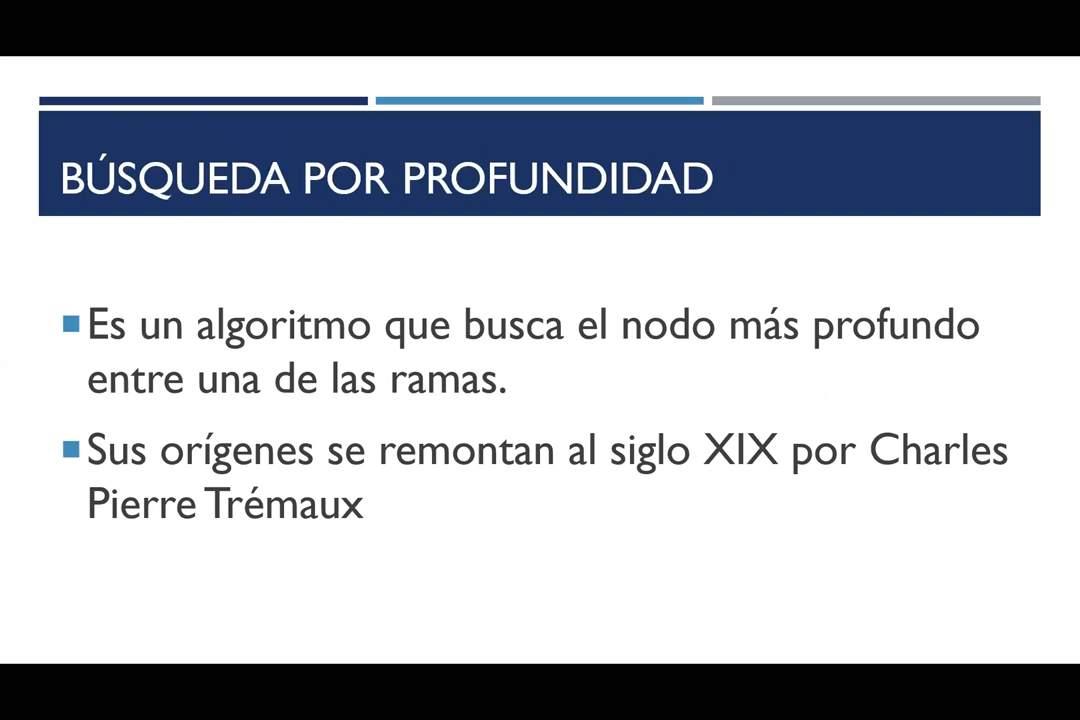 BÚSQUEDA POR PROFUNDIDAD
Es un algoritmo que busca el nodo más profundo
entre una de las ramas.
Sus orígenes se remontan al siglo XIX por Charles
Pierre Trémaux